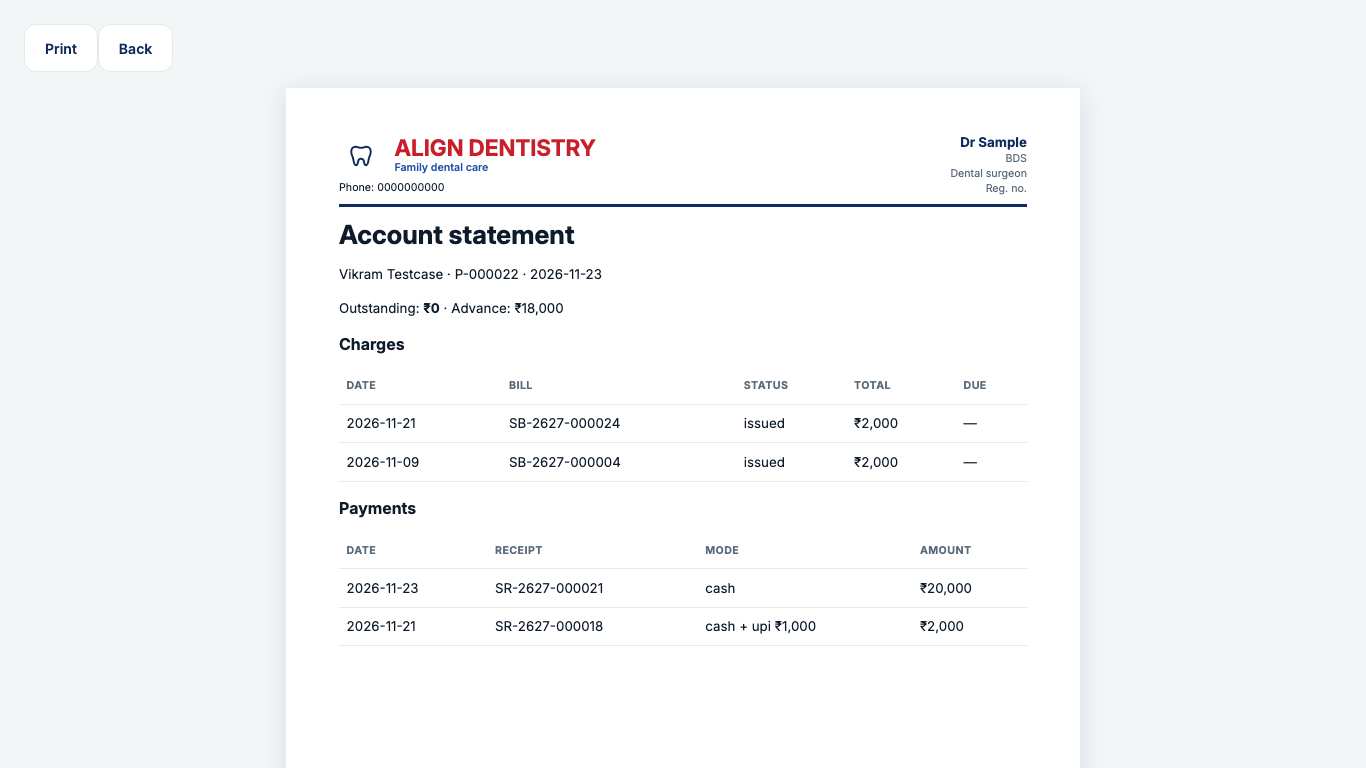 Print Back
ALIGN DENTISTRY
Family dental care
Phone: 0000000000
Dr Sample
BDS
Dental surgeon
Reg. no.
Account statement
Vikram Testcase · P-000022 · 2026-11-23
Outstanding: ₹0 · Advance: ₹18,000
Charges
DATE BILL STATUS TOTAL DUE
2026-11-21 SB-2627-000024 issued ₹2,000 —
2026-11-09 SB-2627-000004 issued ₹2,000 —
Payments
DATE RECEIPT MODE AMOUNT
2026-11-23 SR-2627-000021 cash ₹20,000
2026-11-21 SR-2627-000018 cash + upi ₹1,000 ₹2,000